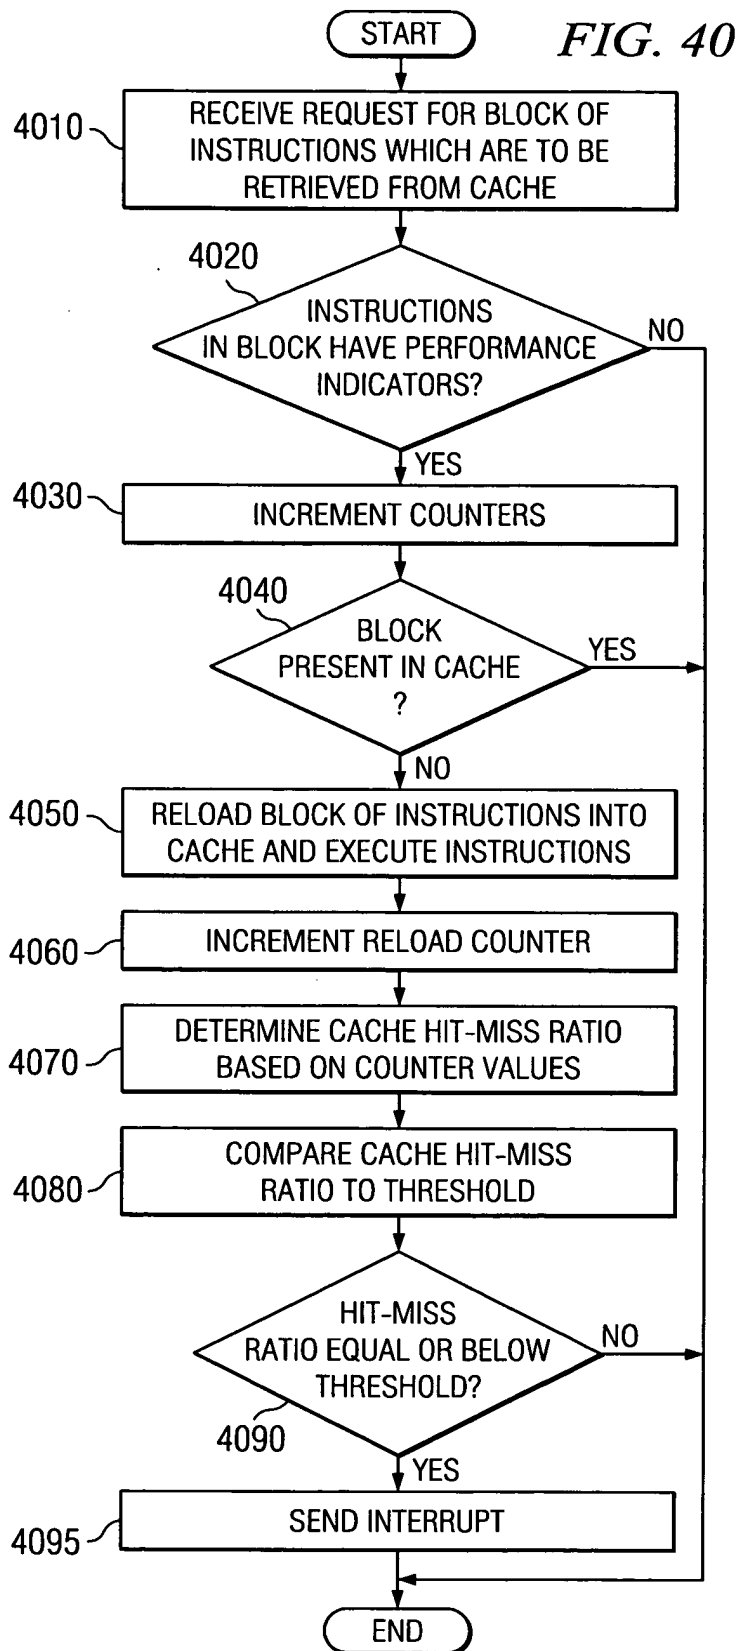 START
FIG. 40
4010
RECEIVE REQUEST FOR BLOCK OF
INSTRUCTIONS WHICH ARE TO BE
RETRIEVED FROM CACHE
4020
INSTRUCTIONS
IN BLOCK HAVE PERFORMANCE
INDICATORS?
NO
YES
4030
INCREMENT COUNTERS
4040
BLOCK
PRESENT IN CACHE
?
YES
NO
4050
RELOAD BLOCK OF INSTRUCTIONS INTO
CACHE AND EXECUTE INSTRUCTIONS
4060
INCREMENT RELOAD COUNTER
4070
DETERMINE CACHE HIT-MISS RATIO
BASED ON COUNTER VALUES
4080
COMPARE CACHE HIT-MISS
RATIO TO THRESHOLD
HIT-MISS
RATIO EQUAL OR BELOW
THRESHOLD?
NO
4090
YES
4095
SEND INTERRUPT
END